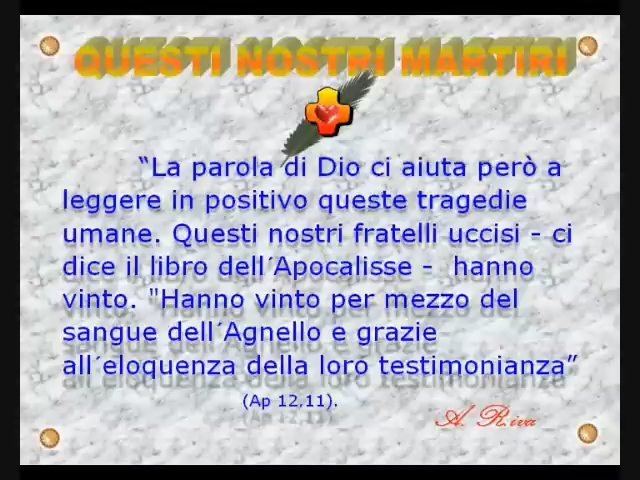 QUESTI NOSTRI MARTIRI
“La parola di Dio ci aiuta però a
leggere in positivo queste tragedie
umane. Questi nostri fratelli uccisi - ci
dice il libro dell´Apocalisse - hanno
vinto. "Hanno vinto per mezzo del
sangue dell´Agnello e grazie
all´eloquenza della loro testimonianza”
(Ap 12,11).
A. Riva